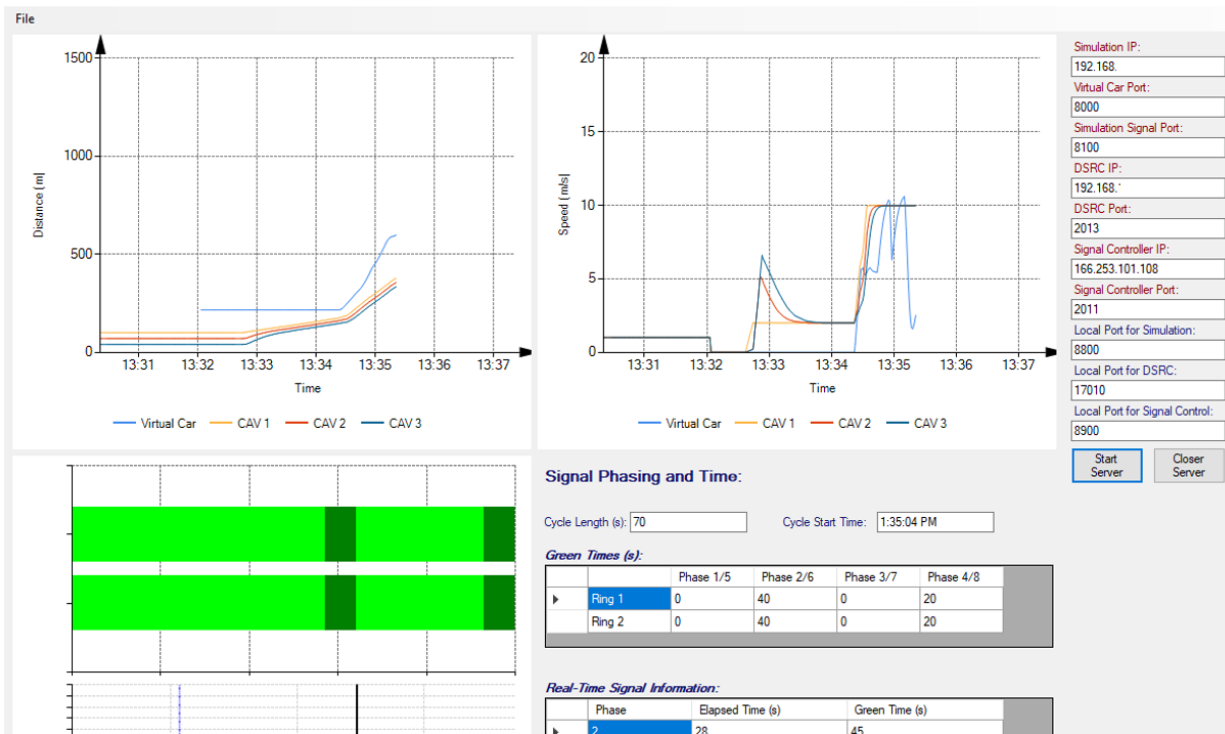 File
1500
1000
500
0
Distance [m]
13:31 13:32 13:33 13:34 13:35 13:36 13:37
Time
Virtual Car CAV 1 CAV 2 CAV 3
20
15
10
5
0
Speed [m/s]
13:31 13:32 13:33 13:34 13:35 13:36 13:37
Time
Virtual Car CAV 1 CAV 2 CAV 3
Simulation IP:
192.168.
Virtual Car Port:
8000
Simulation Signal Port:
8100
DSRC IP:
192.168.
DSRC Port:
2013
Signal Controller IP:
166.253.101.108
Signal Controller Port:
2011
Local Port for Simulation:
8800
Local Port for DSRC:
17010
Local Port for Signal Control:
8900
Start Server
Closer Server
Signal Phasing and Time:
Cycle Length (s): 70 Cycle Start Time: 1:35:04 PM
Green Times (s):
Phase 1/5 Phase 2/6 Phase 3/7 Phase 4/8
Ring 1 0 40 0 20
Ring 2 0 40 0 20
Real-Time Signal Information:
Phase Elapsed Time (s) Green Time (s)
2 28 45